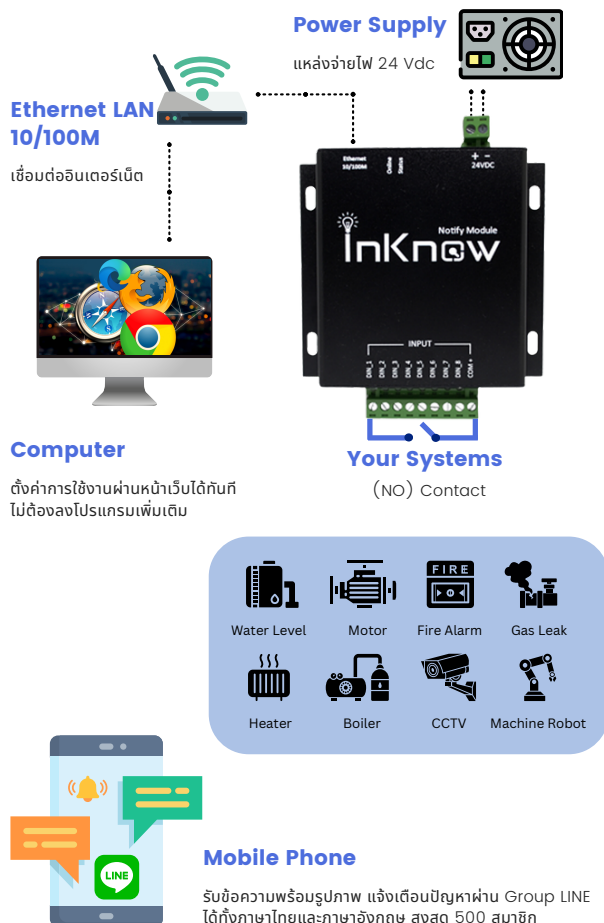 Power Supply
แหล่งจ่ายไฟ 24 Vdc
Ethernet LAN
10/100M
เชื่อมต่ออินเตอร์เน็ต
Ethernet
10/100M
Online
Status
+ −
24VDC
Notify Module
InKnow
INPUT
DIN_1
DIN_2
DIN_3
DIN_4
DIN_5
DIN_6
DIN_7
DIN_8
COM +
Computer
ตั้งค่าการใช้งานผ่านหน้าเว็บได้ทันที
ไม่ต้องลงโปรแกรมเพิ่มเติม
Your Systems
(NO) Contact
FIRE
Water Level
Motor
Fire Alarm
Gas Leak
Heater
Boiler
CCTV
Machine Robot
LINE
Mobile Phone
รับข้อความพร้อมรูปภาพ แจ้งเตือนปัญหาผ่าน Group LINE
ได้ทั้งภาษาไทยและภาษาอังกฤษ สูงสุด 500 สมาชิก